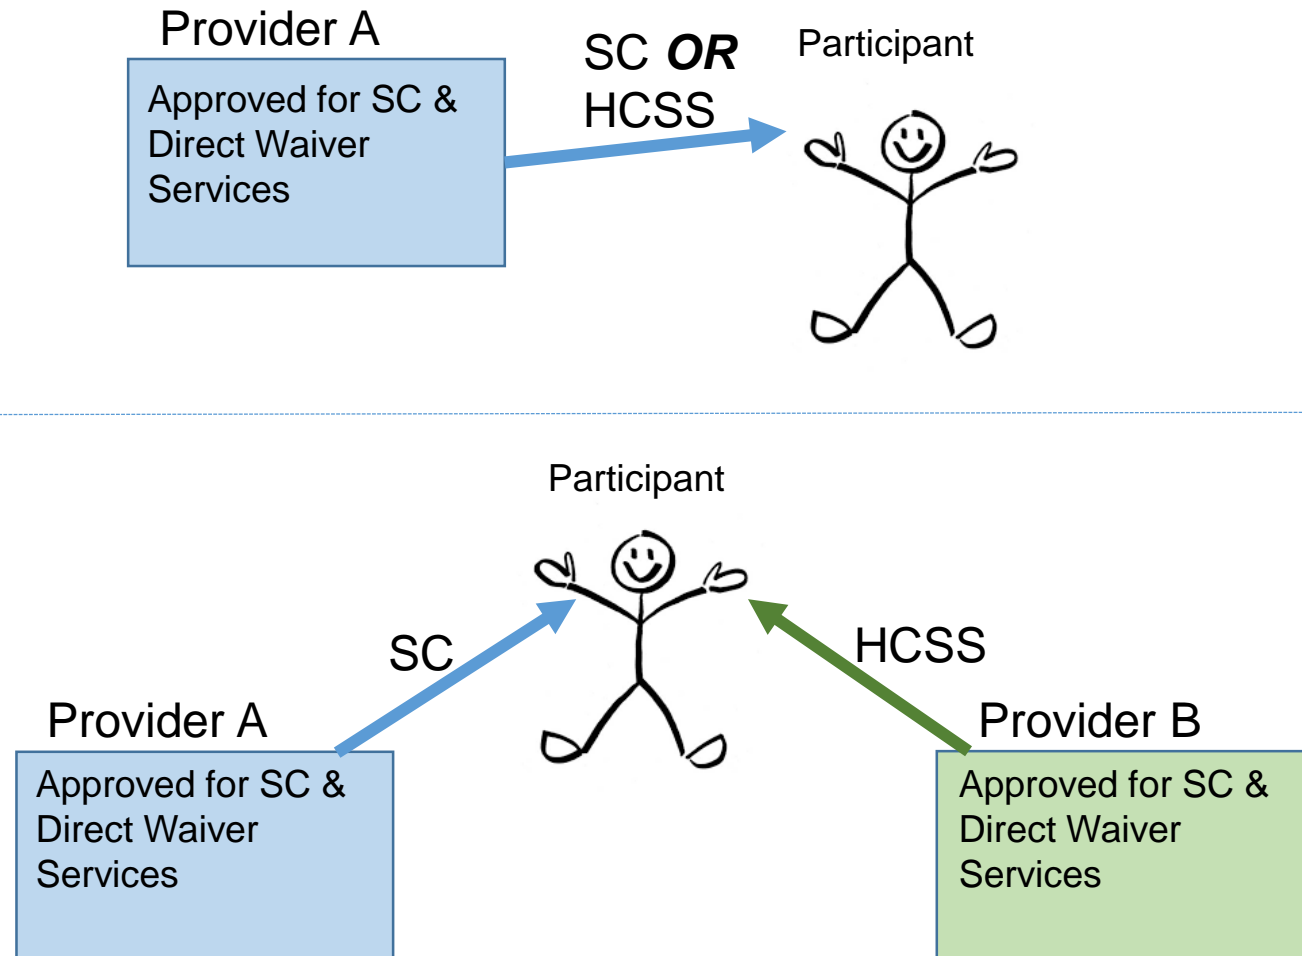 Provider A
Approved for SC &
Direct Waiver
Services
SC OR
HCSS
Participant
Participant
SC
HCSS
Provider A
Approved for SC &
Direct Waiver
Services
Provider B
Approved for SC &
Direct Waiver
Services